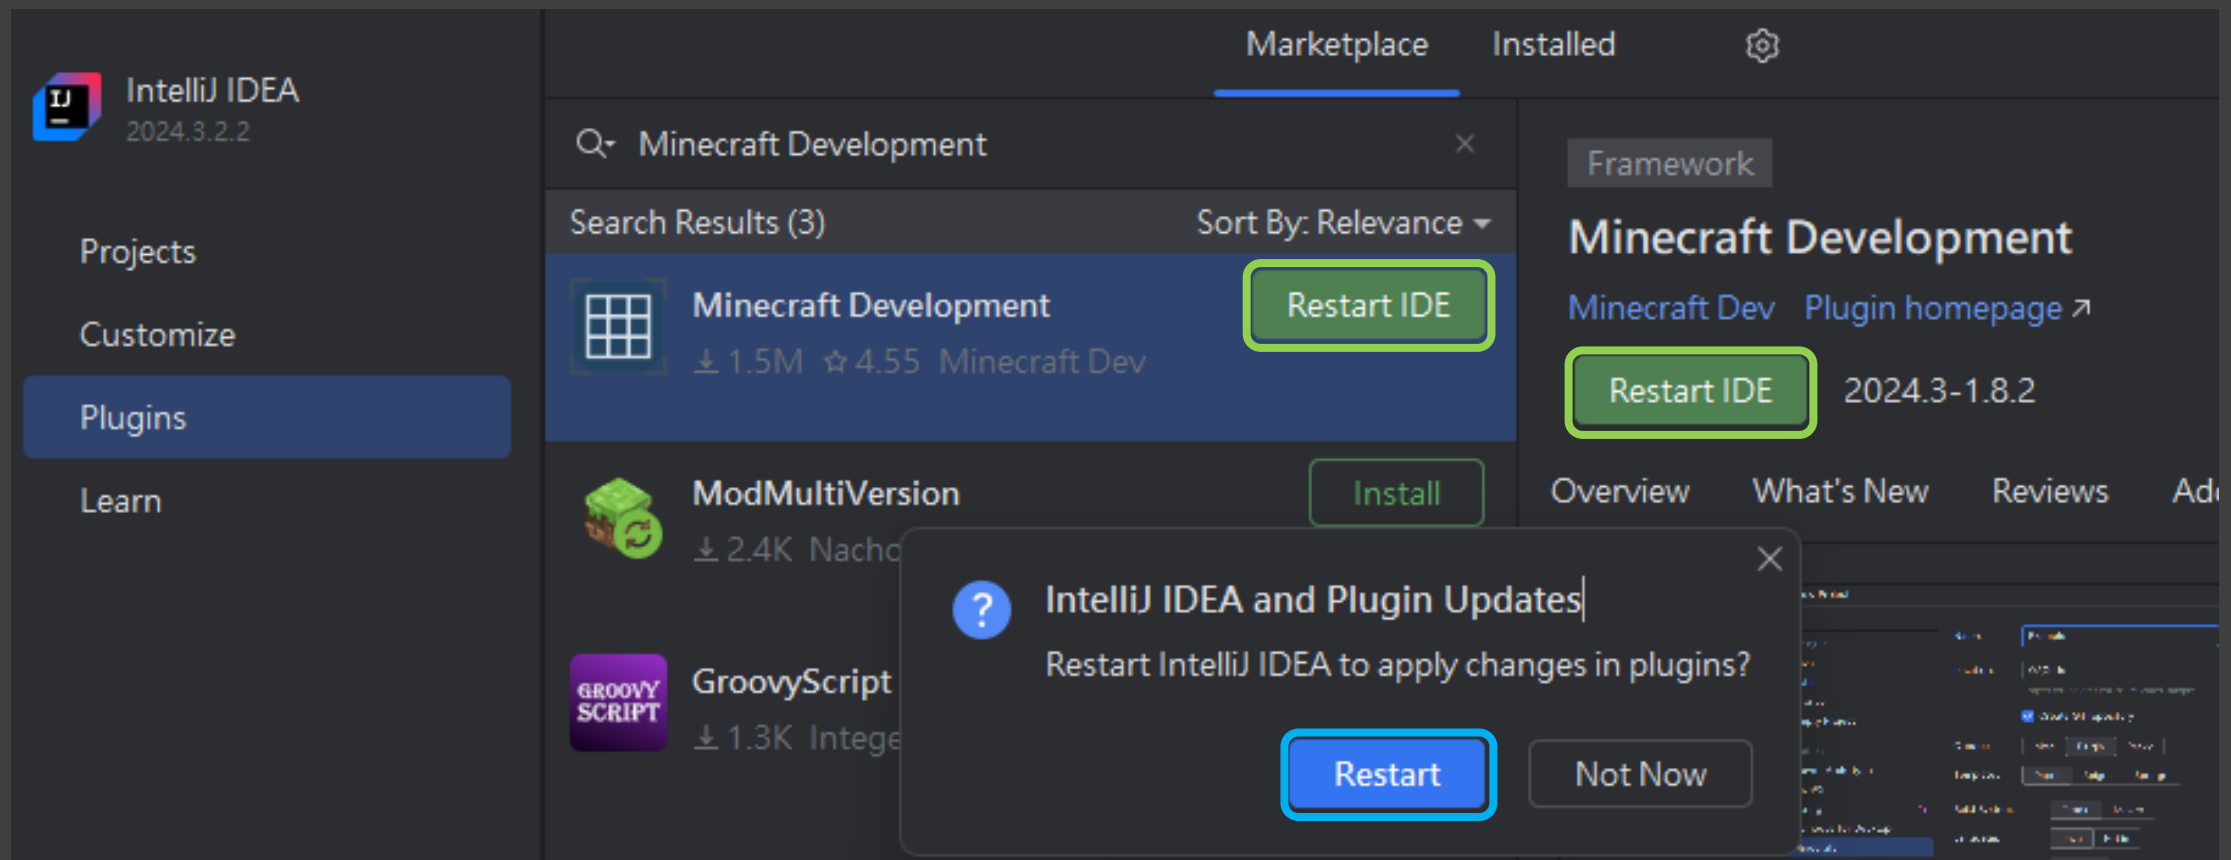 Marketplace
Installed
IJ
IntelliJ IDEA
2024.3.2.2
Projects
Customize
Plugins
Learn
Minecraft Development
Search Results (3)
Sort By: Relevance
Minecraft Development
Restart IDE
1.5M
4.55
Minecraft Dev
ModMultiVersion
Install
2.4K
Nacho
GROOVY
SCRIPT
GroovyScript
1.3K
Intege
Framework
Minecraft Development
Minecraft Dev
Plugin homepage
Restart IDE
2024.3-1.8.2
Overview
What's New
Reviews
IntelliJ IDEA and Plugin Updates
Restart IntelliJ IDEA to apply changes in plugins?
Restart
Not Now